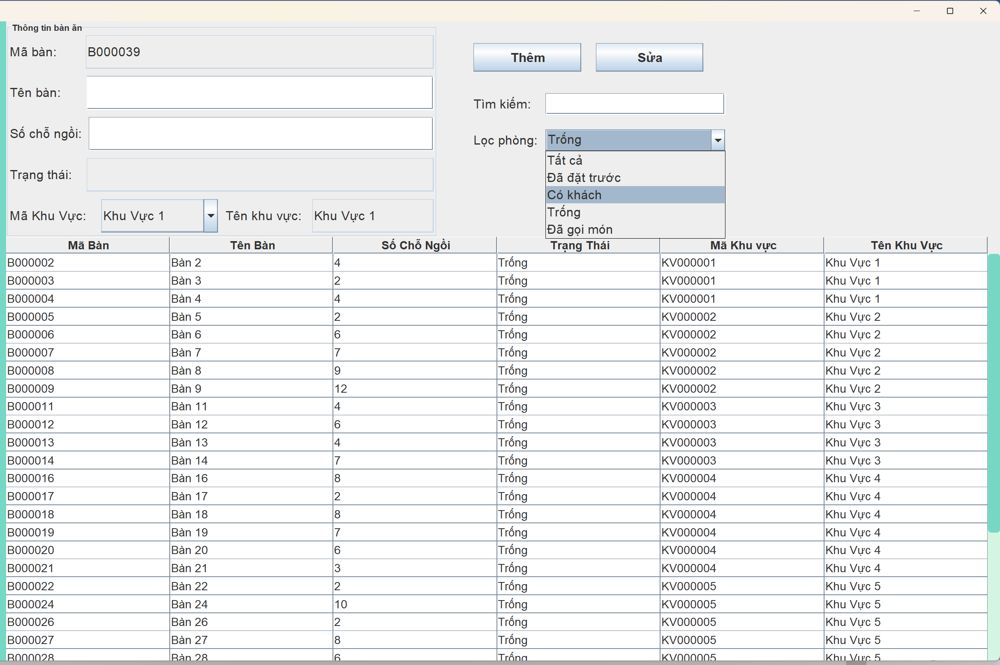 Thông tin bàn ăn
Mã bàn: B000039
Tên bàn:
Số chỗ ngồi:
Trạng thái:
Mã Khu Vực: Khu Vực 1 Tên khu vực: Khu Vực 1
Thêm Sửa
Tìm kiếm:
Lọc phòng: Trống
Tất cả
Đã đặt trước
Có khách
Trống
Đã gọi món
Mã Bàn Tên Bàn Số Chỗ Ngồi Trạng Thái Mã Khu vực Tên Khu Vực
B000002 Bàn 2 4 Trống KV000001 Khu Vực 1
B000003 Bàn 3 2 Trống KV000001 Khu Vực 1
B000004 Bàn 4 4 Trống KV000001 Khu Vực 1
B000005 Bàn 5 2 Trống KV000002 Khu Vực 2
B000006 Bàn 6 6 Trống KV000002 Khu Vực 2
B000007 Bàn 7 7 Trống KV000002 Khu Vực 2
B000008 Bàn 8 9 Trống KV000002 Khu Vực 2
B000009 Bàn 9 12 Trống KV000002 Khu Vực 2
B000011 Bàn 11 4 Trống KV000003 Khu Vực 3
B000012 Bàn 12 6 Trống KV000003 Khu Vực 3
B000013 Bàn 13 4 Trống KV000003 Khu Vực 3
B000014 Bàn 14 7 Trống KV000003 Khu Vực 3
B000016 Bàn 16 8 Trống KV000004 Khu Vực 4
B000017 Bàn 17 2 Trống KV000004 Khu Vực 4
B000018 Bàn 18 8 Trống KV000004 Khu Vực 4
B000019 Bàn 19 7 Trống KV000004 Khu Vực 4
B000020 Bàn 20 6 Trống KV000004 Khu Vực 4
B000021 Bàn 21 3 Trống KV000004 Khu Vực 4
B000022 Bàn 22 2 Trống KV000005 Khu Vực 5
B000024 Bàn 24 10 Trống KV000005 Khu Vực 5
B000026 Bàn 26 2 Trống KV000005 Khu Vực 5
B000027 Bàn 27 8 Trống KV000005 Khu Vực 5
B000028 Bàn 28 6 Trống KV000005 Khu Vực 5